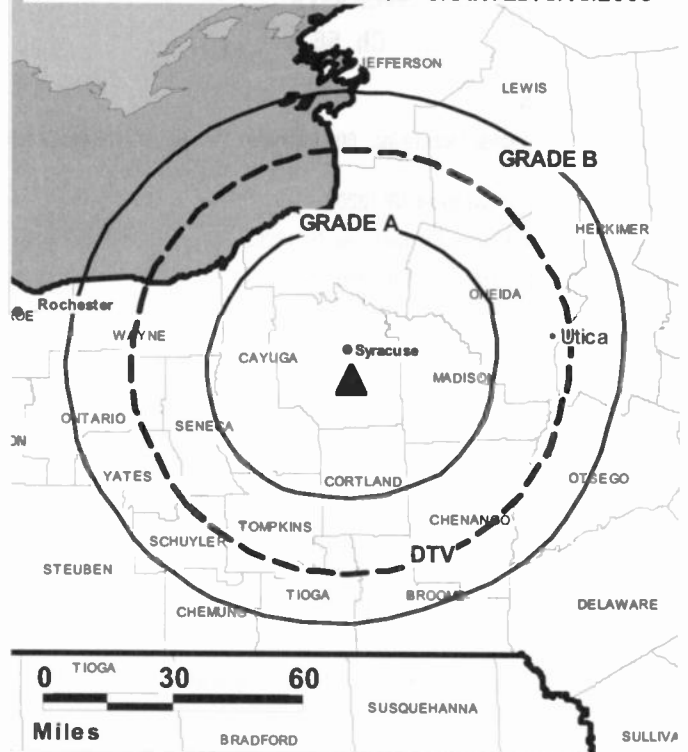 JEFFERSON
LEWIS
GRADE B
GRADE A
HERKIMER
ONEIDA
Rochester
WAYNE
Utica
Syracuse
CAYUGA
MADISON
ONTARIO
SENECA
CORTLAND
YATES
OTSEGO
CHENANGO
TOMPKINS
SCHUYLER
DTV
STEUBEN
TIOGA
BROOME
DELAWARE
CHEMUNG
TIOGA
0 30 60
SUSQUEHANNA
Miles
BRADFORD